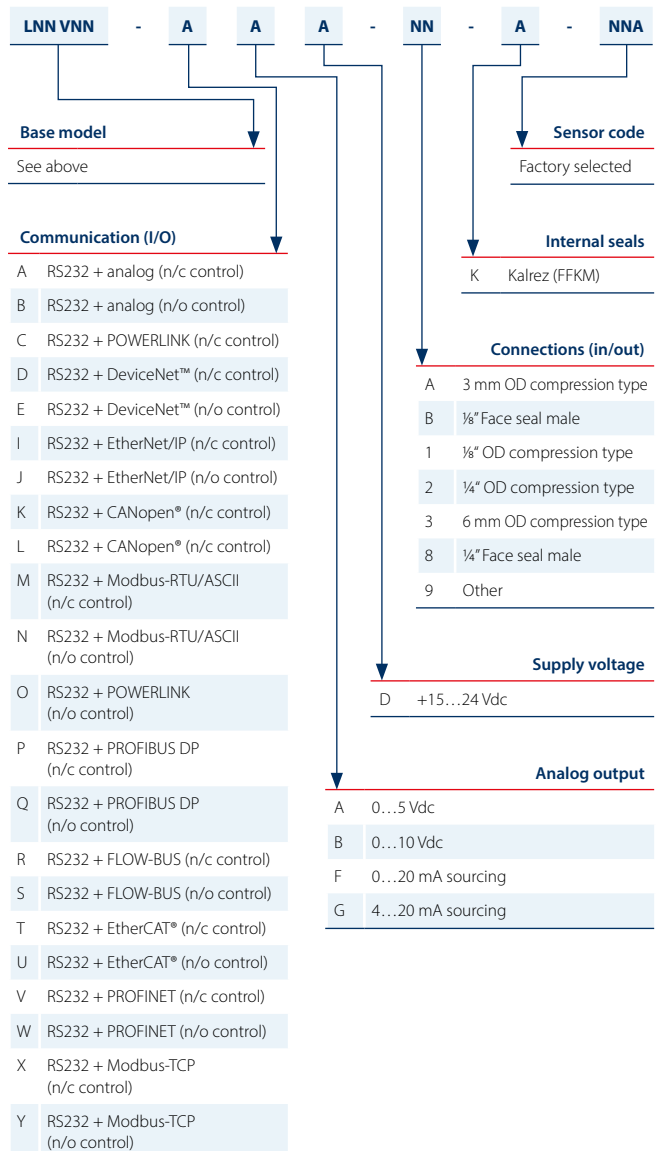 LNN VNN - A A A - NN - A - NNA
Base model
See above
Communication (I/O)
A RS232 + analog (n/c control)
B RS232 + analog (n/o control)
C RS232 + POWERLINK (n/c control)
D RS232 + DeviceNet™ (n/c control)
E RS232 + DeviceNet™ (n/o control)
I RS232 + EtherNet/IP (n/c control)
J RS232 + EtherNet/IP (n/o control)
K RS232 + CANopen® (n/c control)
L RS232 + CANopen® (n/o control)
M RS232 + Modbus-RTU/ASCII
(n/c control)
N RS232 + Modbus-RTU/ASCII
(n/o control)
O RS232 + POWERLINK
(n/o control)
P RS232 + PROFIBUS DP
(n/c control)
Q RS232 + PROFIBUS DP
(n/o control)
R RS232 + FLOW-BUS (n/c control)
S RS232 + FLOW-BUS (n/o control)
T RS232 + EtherCAT® (n/c control)
U RS232 + EtherCAT® (n/o control)
V RS232 + PROFINET (n/c control)
W RS232 + PROFINET (n/o control)
X RS232 + Modbus-TCP
(n/c control)
Y RS232 + Modbus-TCP
(n/o control)
Sensor code
Factory selected
Internal seals
K Kalrez (FFKM)
Connections (in/out)
A 3 mm OD compression type
B ⅛" Face seal male
1 ⅛" OD compression type
2 ¼" OD compression type
3 6 mm OD compression type
8 ¼" Face seal male
9 Other
Supply voltage
D +15…24 Vdc
Analog output
A 0…5 Vdc
B 0…10 Vdc
F 0…20 mA sourcing
G 4…20 mA sourcing